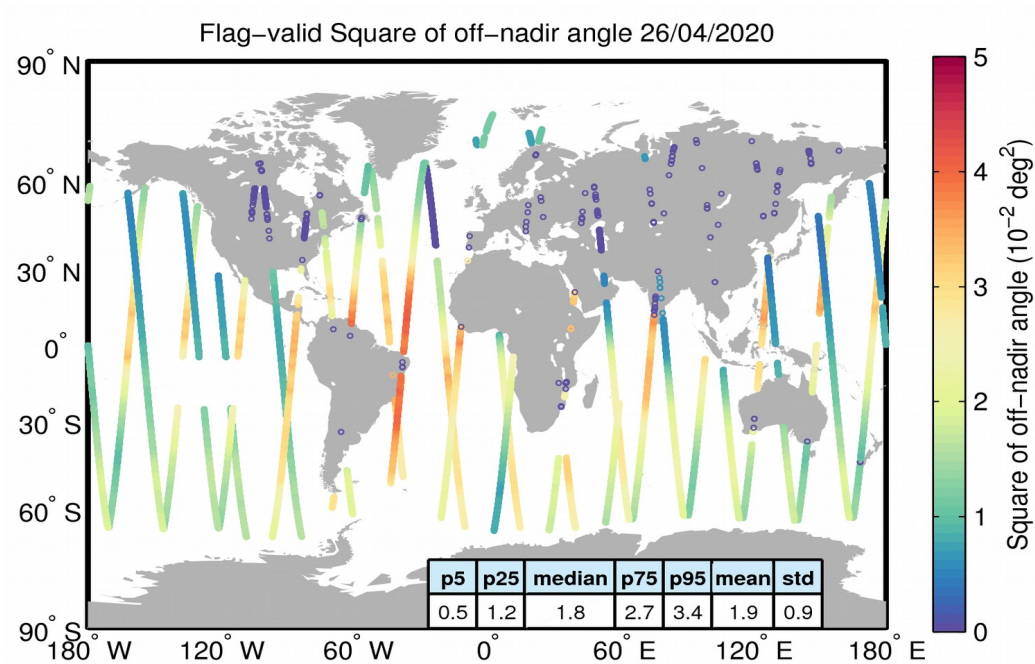 Flag−valid Square of off−nadir angle 26/04/2020
90° N
60° N
30° N
0°
30° S
60° S
90° S
180° W
120° W
60° W
0°
60° E
120° E
180° E
p5 p25 median p75 p95 mean std
0.5 1.2 1.8 2.7 3.4 1.9 0.9
5
4
3
2
1
0
Square of off−nadir angle (10⁻² deg²)